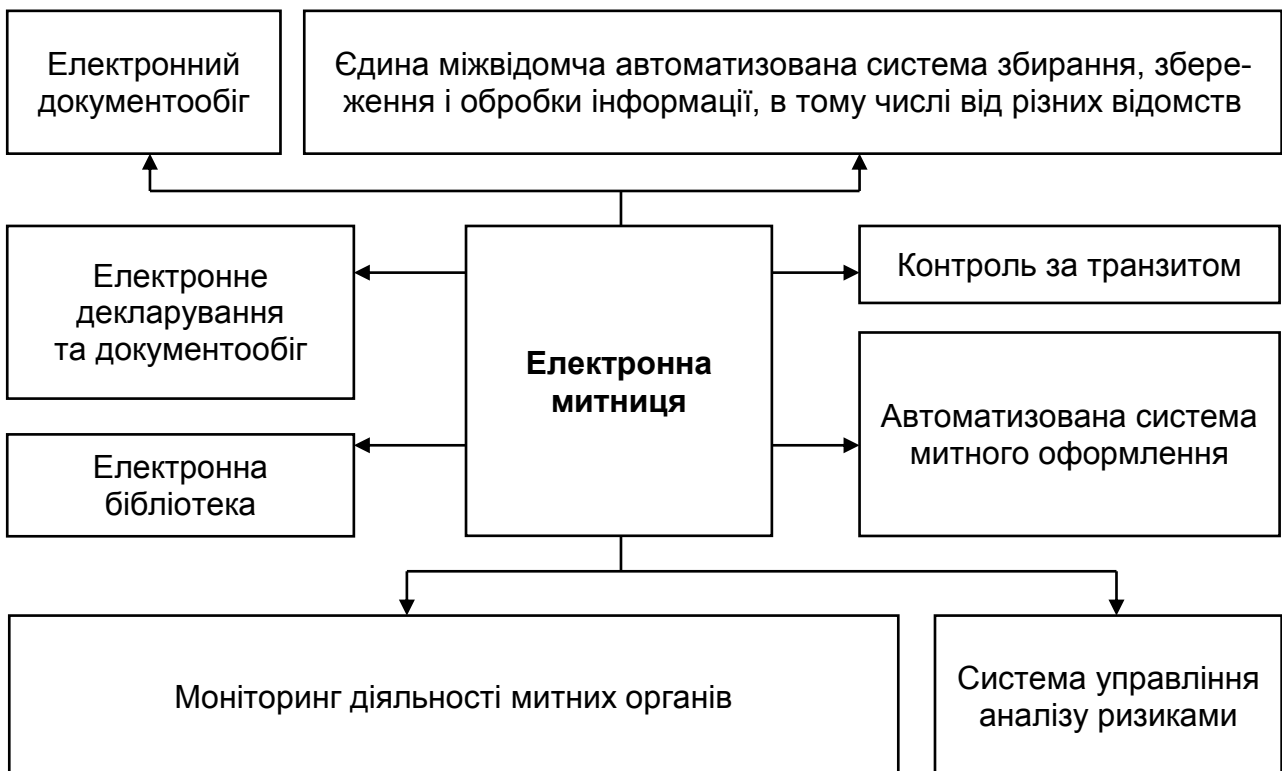 Електронний
документообіг
Єдина міжвідомча автоматизована система збирання, збере-
ження і обробки інформації, в тому числі від різних відомств
Електронне
декларування
та документообіг
Контроль за транзитом
Електронна
митниця
Автоматизована система
митного оформлення
Електронна
бібліотека
Моніторинг діяльності митних органів
Система управління
аналізу ризиками